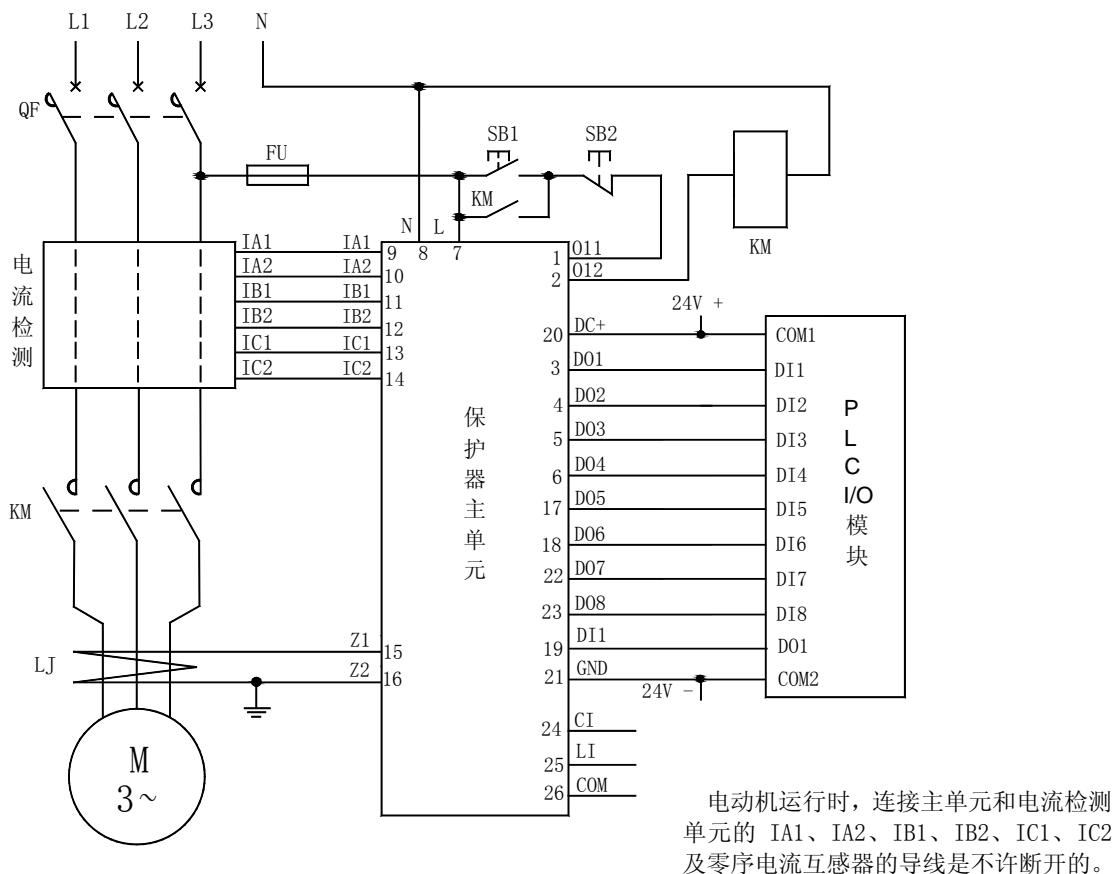 L1 L2 L3 N
QF
FU
SB1 SB2
KM
KM
N L
8 7
电流检测
IA1 IA1 9
IA2 IA2 10
IB1 IB1 11
IB2 IB2 12
IC1 IC1 13
IC2 IC2 14
1 O11
2 O12
24V +
20 DC+ COM1
3 DO1 DI1
4 DO2 DI2
5 DO3 DI3
6 DO4 DI4
17 DO5 DI5
18 DO6 DI6
22 DO7 DI7
23 DO8 DI8
19 DI1 DO1
21 GND COM2
24V -
24 CI
25 LI
26 COM
保护器主单元
PLC
I/O
模块
KM
LJ
Z1 15
Z2 16
M
3~
电动机运行时，连接主单元和电流检测
单元的 IA1、IA2、IB1、IB2、IC1、IC2
及零序电流互感器的导线是不许断开的。